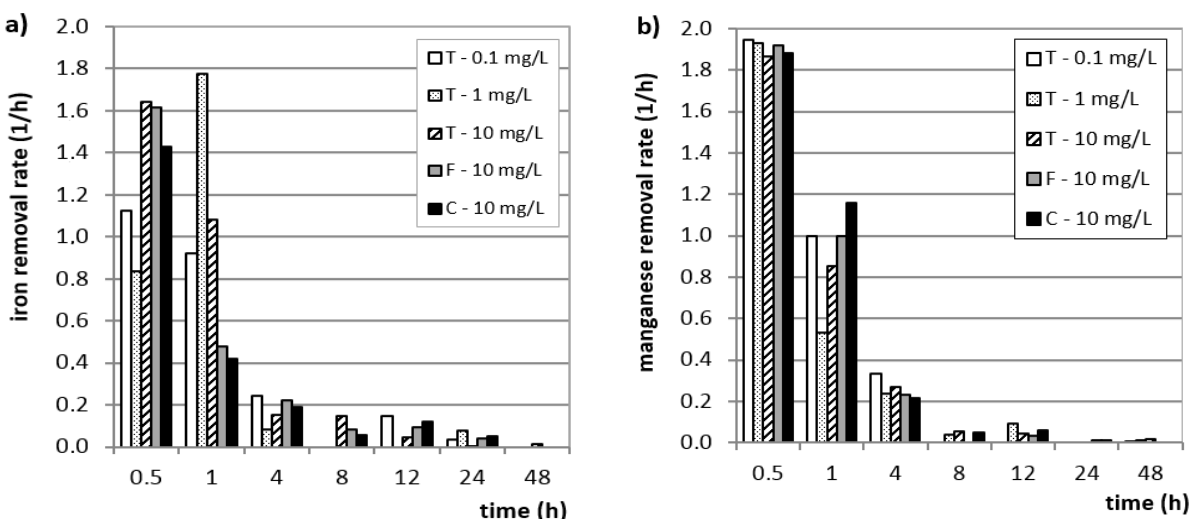 a)
iron removal rate (1/h)
2.0
1.8
1.6
1.4
1.2
1.0
0.8
0.6
0.4
0.2
0.0
T - 0.1 mg/L
T - 1 mg/L
T - 10 mg/L
F - 10 mg/L
C - 10 mg/L
0.5 1 4 8 12 24 48
time (h)
b)
manganese removal rate (1/h)
2.0
1.8
1.6
1.4
1.2
1.0
0.8
0.6
0.4
0.2
0.0
T - 0.1 mg/L
T - 1 mg/L
T - 10 mg/L
F - 10 mg/L
C - 10 mg/L
0.5 1 4 8 12 24 48
time (h)